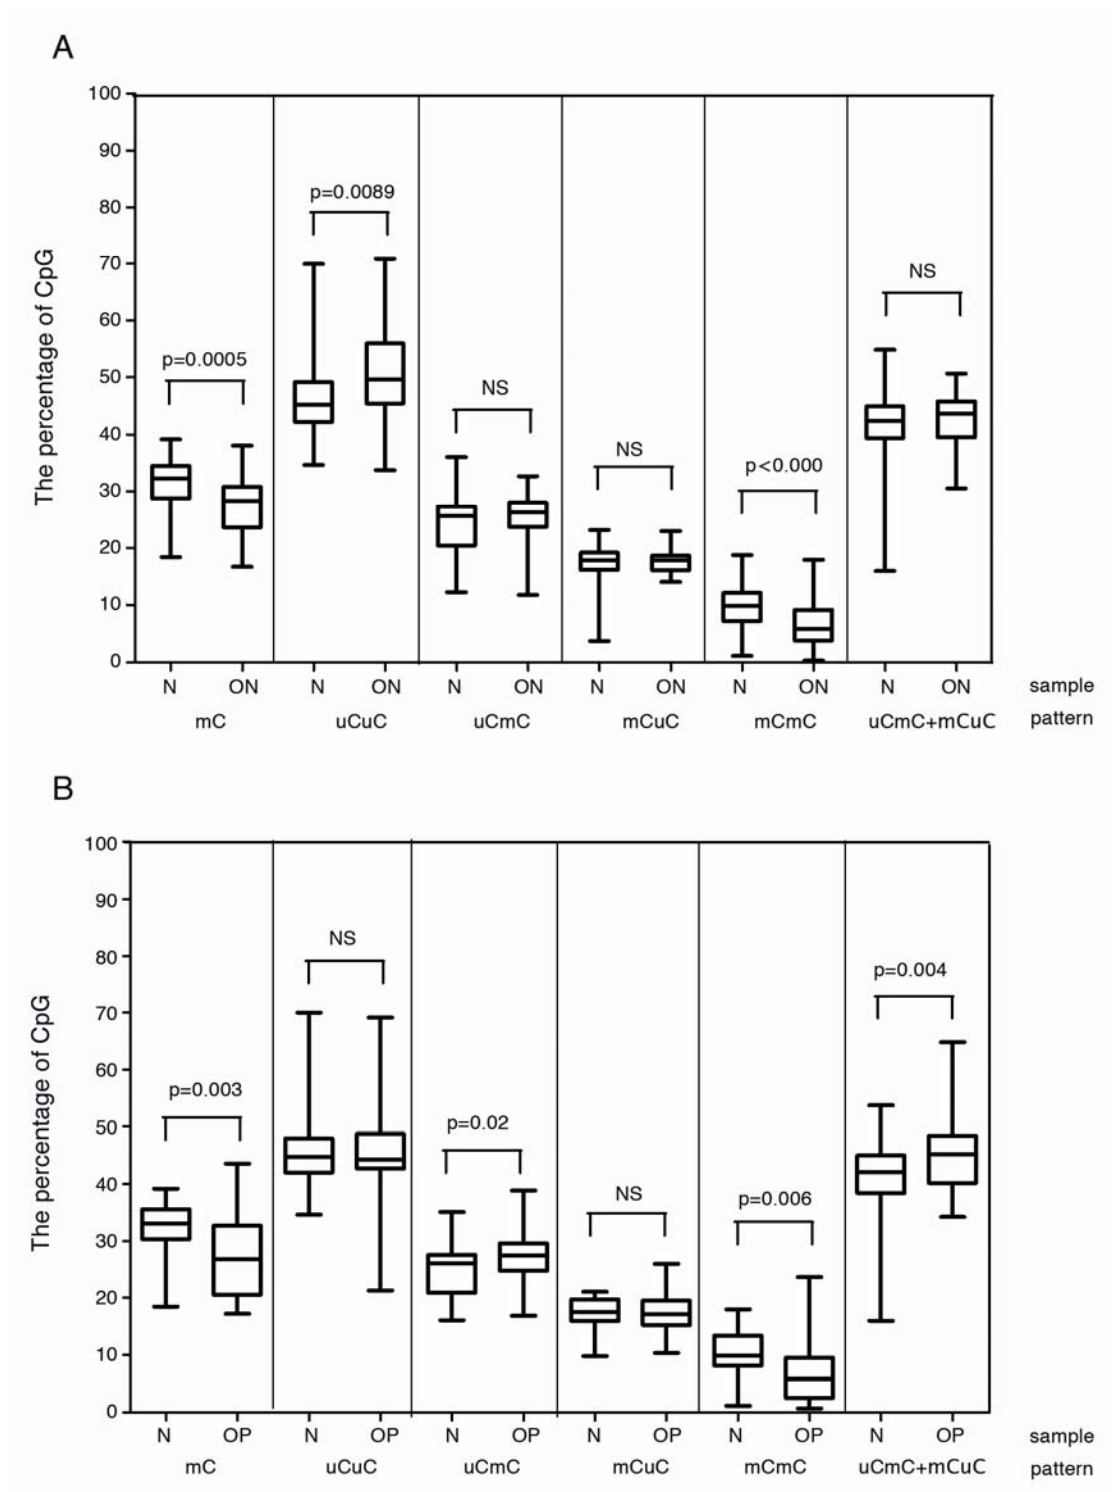 A
100
90
80
70
60
50
40
30
20
10
0
The percentage of CpG
p=0.0005
p=0.0089
NS
NS
p<0.000
NS
N ON N ON N ON N ON N ON N ON sample
mC uCuC uCmC mCuC mCmC uCmC+mCuC pattern
B
100
90
80
70
60
50
40
30
20
10
0
The percentage of CpG
p=0.003
NS
p=0.02
NS
p=0.006
p=0.004
N OP N OP N OP N OP N OP N OP sample
mC uCuC uCmC mCuC mCmC uCmC+mCuC pattern